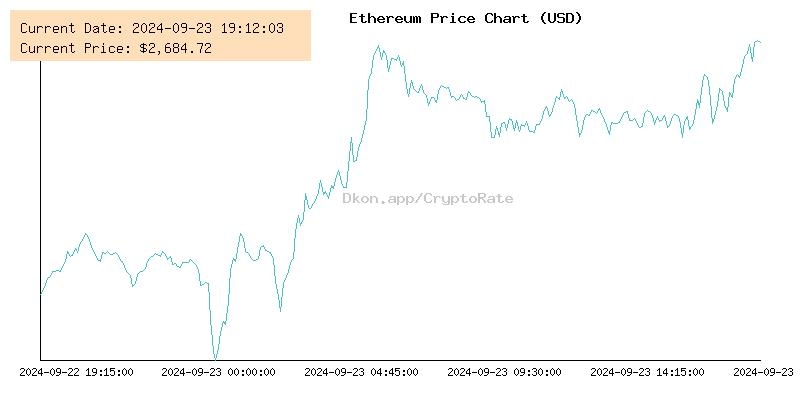 Ethereum Price Chart (USD)
Current Date: 2024-09-23 19:12:03
Current Price: $2,684.72
Dkon.app/CryptoRate
2024-09-22 19:15:00 2024-09-23 00:00:00 2024-09-23 04:45:00 2024-09-23 09:30:00 2024-09-23 14:15:00 2024-09-23